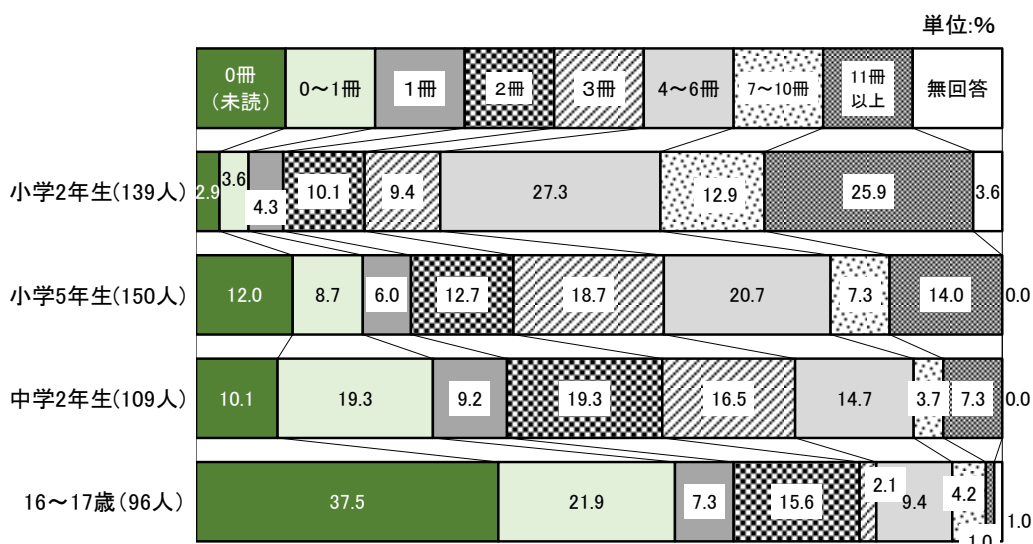 単位:%
0冊
(未読)
0～1冊
1冊
2冊
3冊
4～6冊
7～10冊
11冊
以上
無回答
小学2年生(139人)
2.9
3.6
4.3
10.1
9.4
27.3
12.9
25.9
3.6
小学5年生(150人)
12.0
8.7
6.0
12.7
18.7
20.7
7.3
14.0
0.0
中学2年生(109人)
10.1
19.3
9.2
19.3
16.5
14.7
3.7
7.3
0.0
16～17歳(96人)
37.5
21.9
7.3
15.6
2.1
9.4
4.2
1.0
1.0